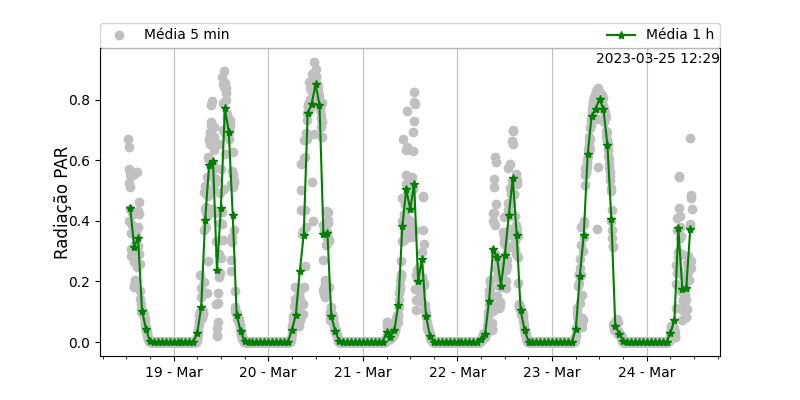 Média 5 min
Média 1 h
2023-03-25 12:29
Radiação PAR
0.8
0.6
0.4
0.2
0.0
19 - Mar
20 - Mar
21 - Mar
22 - Mar
23 - Mar
24 - Mar